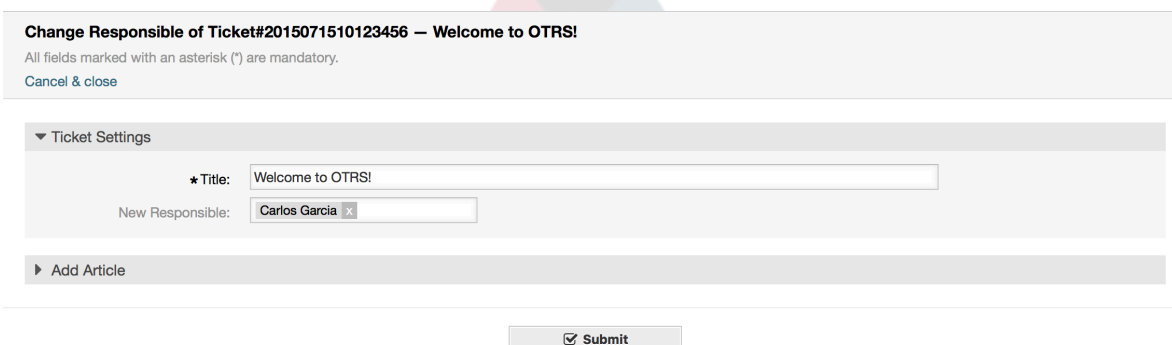 Change Responsible of Ticket#2015071510123456 — Welcome to OTRS!
All fields marked with an asterisk (*) are mandatory.
Cancel & close
Ticket Settings
* Title: Welcome to OTRS!
New Responsible: Carlos Garcia x
Add Article
Submit